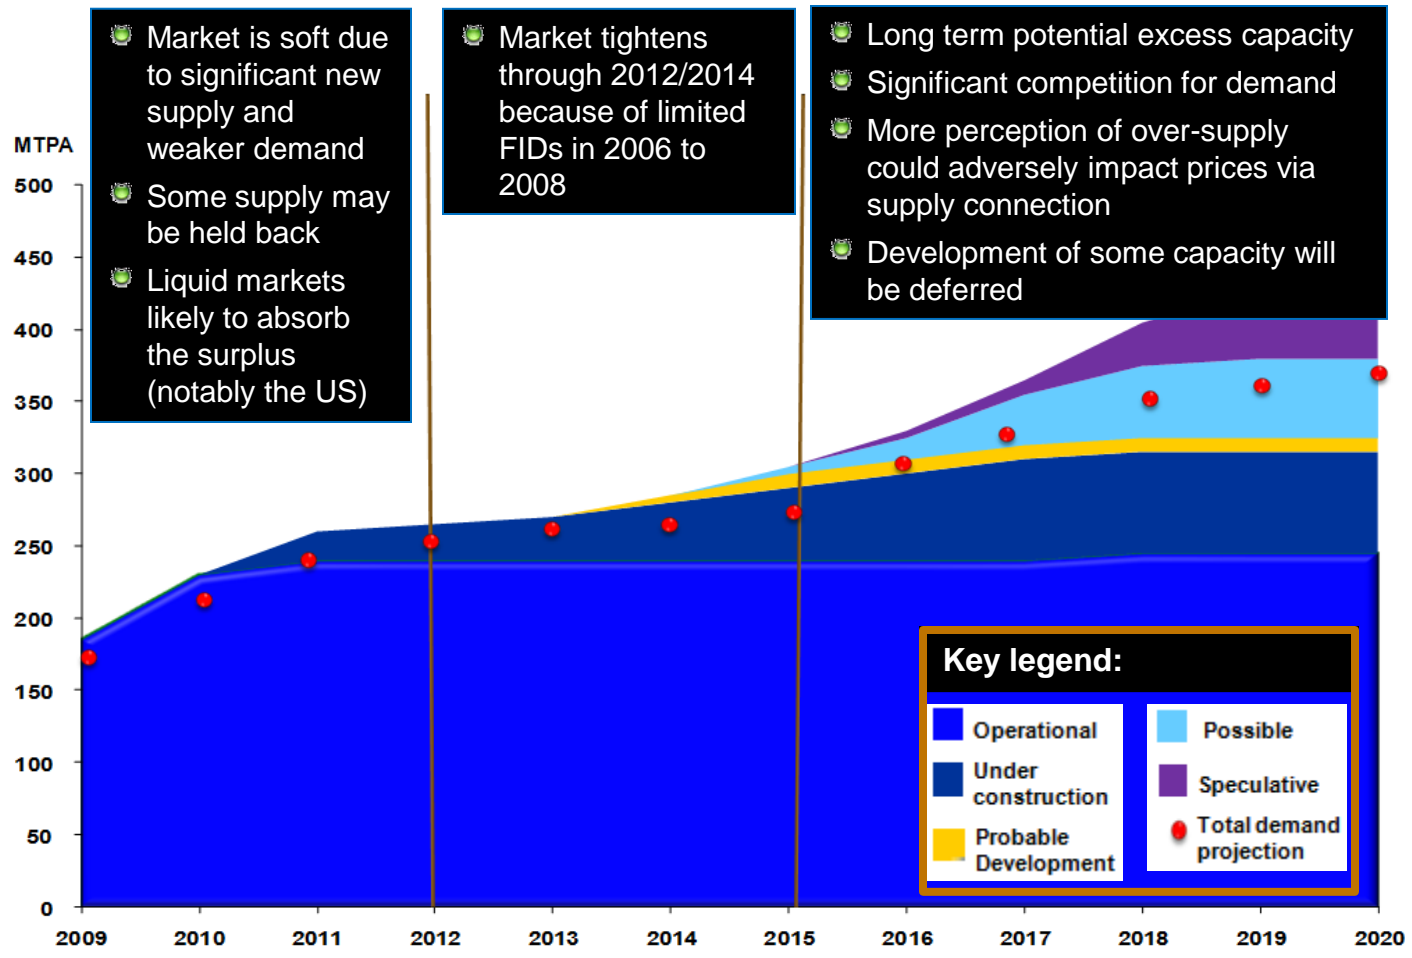 Market is soft due
to significant new
supply and
weaker demand
Some supply may
be held back
Liquid markets
likely to absorb
the surplus
(notably the US)
Market tightens
through 2012/2014
because of limited
FIDs in 2006 to
2008
Long term potential excess capacity
Significant competition for demand
More perception of over-supply
could adversely impact prices via
supply connection
Development of some capacity will
be deferred
MTPA
500
450
400
350
300
250
200
150
100
50
0
2009
2010
2011
2012
2013
2014
2015
2016
2017
2018
2019
2020
Key legend:
Operational
Under
construction
Probable
Development
Possible
Speculative
Total demand
projection